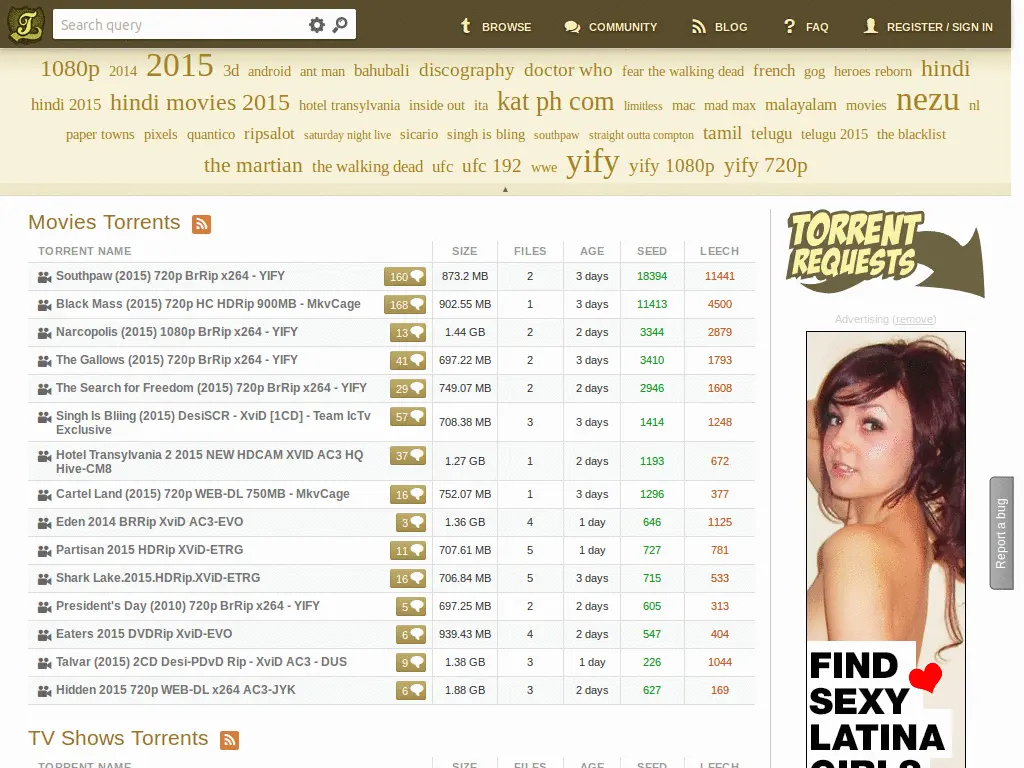 T
Search query
BROWSE COMMUNITY BLOG FAQ REGISTER / SIGN IN
1080p 2014 2015 3d android ant man bahubali discography doctor who fear the walking dead french gog heroes reborn hindi
hindi 2015 hindi movies 2015 hotel transylvania inside out ita kat ph com limitless mac mad max malayalam movies nezu nl
paper towns pixels quantico ripsalot saturday night live sicario singh is bling southpaw straight outta compton tamil telugu telugu 2015 the blacklist
the martian the walking dead ufc ufc 192 wwe yify yify 1080p yify 720p
Movies Torrents
TORRENT NAME SIZE FILES AGE SEED LEECH
Southpaw (2015) 720p BrRip x264 - YIFY 160 873.2 MB 2 3 days 18394 11441
Black Mass (2015) 720p HC HDRip 900MB - MkvCage 168 902.55 MB 1 3 days 11413 4500
Narcopolis (2015) 1080p BrRip x264 - YIFY 13 1.44 GB 2 2 days 3344 2879
The Gallows (2015) 720p BrRip x264 - YIFY 41 697.22 MB 2 3 days 3410 1793
The Search for Freedom (2015) 720p BrRip x264 - YIFY 29 749.07 MB 2 2 days 2946 1608
Singh Is Bliing (2015) DesiSCR - XviD [1CD] - Team IcTv
Exclusive 57 708.38 MB 3 3 days 1414 1248
Hotel Transylvania 2 2015 NEW HDCAM XVID AC3 HQ
Hive-CM8 37 1.27 GB 1 2 days 1193 672
Cartel Land (2015) 720p WEB-DL 750MB - MkvCage 16 752.07 MB 1 3 days 1296 377
Eden 2014 BRRip XviD AC3-EVO 3 1.36 GB 4 1 day 646 1125
Partisan 2015 HDRip XViD-ETRG 11 707.61 MB 5 1 day 727 781
Shark Lake.2015.HDRip.XViD-ETRG 16 706.84 MB 5 3 days 715 533
President's Day (2010) 720p BrRip x264 - YIFY 5 697.25 MB 2 2 days 605 313
Eaters 2015 DVDRip XviD-EVO 6 939.43 MB 4 2 days 547 404
Talvar (2015) 2CD Desi-PDvD Rip - XviD AC3 - DUS 9 1.38 GB 3 1 day 226 1044
Hidden 2015 720p WEB-DL x264 AC3-JYK 6 1.88 GB 3 2 days 627 169
TV Shows Torrents
TORRENT NAME SIZE FILES AGE SEED LEECH
TORRENT
REQUESTS
Advertising (remove)
FIND
SEXY
LATINA
GIRLS
Report a bug